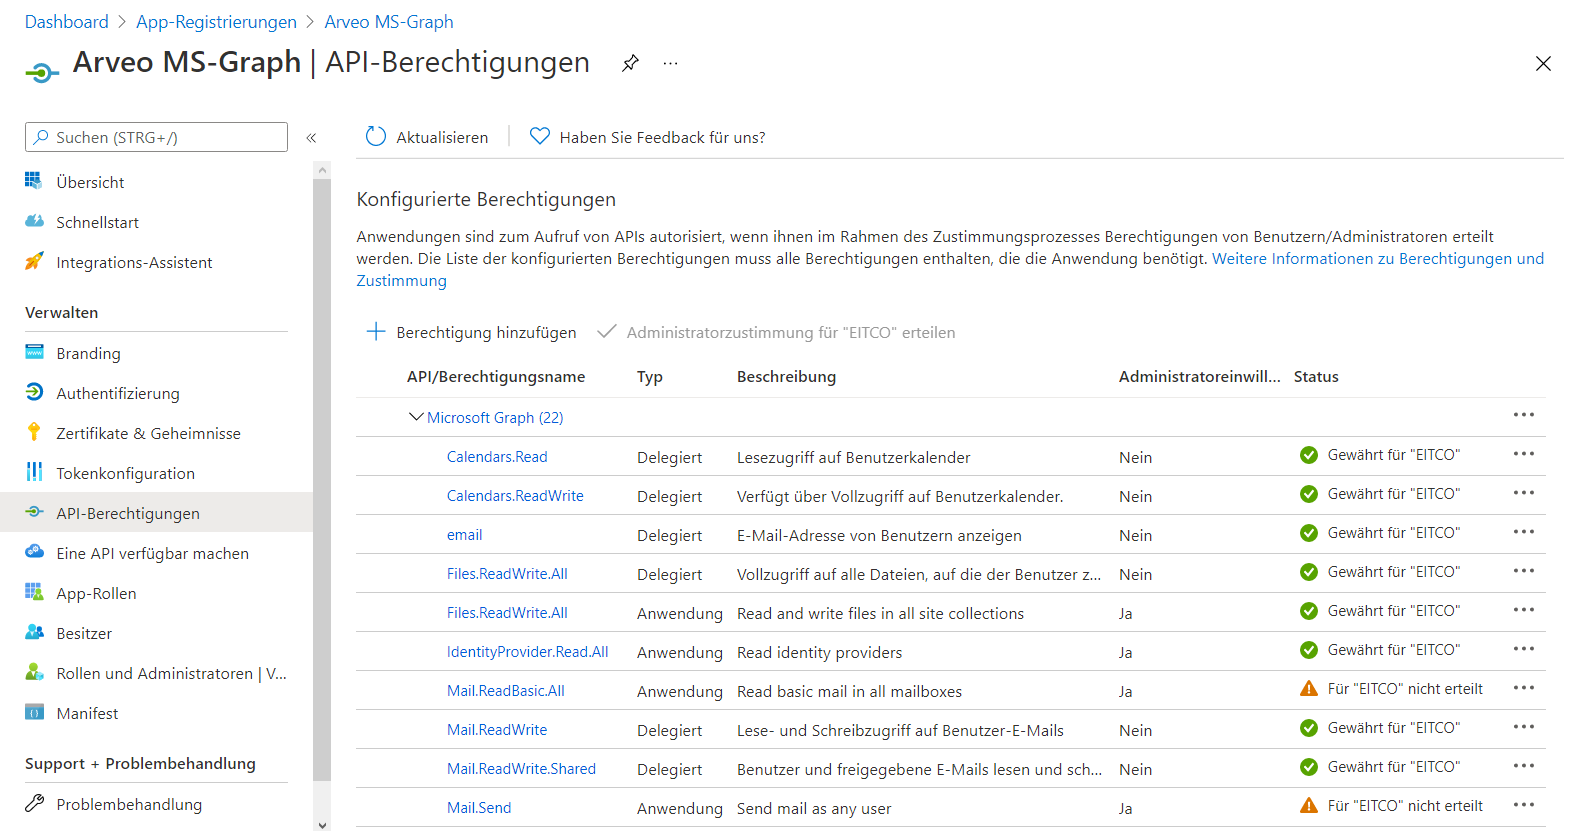 Dashboard > App-Registrierungen > Arveo MS-Graph
Arveo MS-Graph | API-Berechtigungen ...
Suchen (STRG+/)
«
Übersicht
Schnellstart
Integrations-Assistent
Verwalten
Branding
Authentifizierung
Zertifikate & Geheimnisse
Tokenkonfiguration
API-Berechtigungen
Eine API verfügbar machen
App-Rollen
Besitzer
Rollen und Administratoren | V...
Manifest
Support + Problembehandlung
Problembehandlung
Aktualisieren | Haben Sie Feedback für uns?
Konfigurierte Berechtigungen
Anwendungen sind zum Aufruf von APIs autorisiert, wenn ihnen im Rahmen des Zustimmungsprozesses Berechtigungen von Benutzern/Administratoren erteilt
werden. Die Liste der konfigurierten Berechtigungen muss alle Berechtigungen enthalten, die die Anwendung benötigt. Weitere Informationen zu Berechtigungen und
Zustimmung
Berechtigung hinzufügen Administratorzustimmung für "EITCO" erteilen
API/Berechtigungsname Typ Beschreibung Administratoreinwill... Status
Microsoft Graph (22) ...
Calendars.Read Delegiert Lesezugriff auf Benutzerkalender Nein Gewährt für "EITCO" ...
Calendars.ReadWrite Delegiert Verfügt über Vollzugriff auf Benutzerkalender. Nein Gewährt für "EITCO" ...
email Delegiert E-Mail-Adresse von Benutzern anzeigen Nein Gewährt für "EITCO" ...
Files.ReadWrite.All Delegiert Vollzugriff auf alle Dateien, auf die der Benutzer z... Nein Gewährt für "EITCO" ...
Files.ReadWrite.All Anwendung Read and write files in all site collections Ja Gewährt für "EITCO" ...
IdentityProvider.Read.All Anwendung Read identity providers Ja Gewährt für "EITCO" ...
Mail.ReadBasic.All Anwendung Read basic mail in all mailboxes Ja Für "EITCO" nicht erteilt ...
Mail.ReadWrite Delegiert Lese- und Schreibzugriff auf Benutzer-E-Mails Nein Gewährt für "EITCO" ...
Mail.ReadWrite.Shared Delegiert Benutzer und freigegebene E-Mails lesen und sch... Nein Gewährt für "EITCO" ...
Mail.Send Anwendung Send mail as any user Ja Für "EITCO" nicht erteilt ...